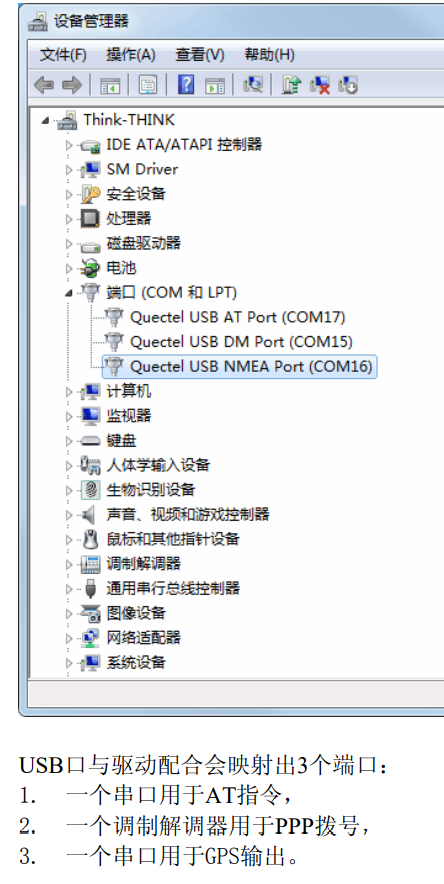 设备管理器
文件(F) 操作(A) 查看(V) 帮助(H)
Think-THINK
IDE ATA/ATAPI 控制器
SM Driver
安全设备
处理器
磁盘驱动器
电池
端口 (COM 和 LPT)
Quectel USB AT Port (COM17)
Quectel USB DM Port (COM15)
Quectel USB NMEA Port (COM16)
计算机
监视器
键盘
人体学输入设备
生物识别设备
声音、视频和游戏控制器
鼠标和其他指针设备
调制解调器
通用串行总线控制器
图像设备
网络适配器
系统设备
USB口与驱动配合会映射出3个端口：
1. 一个串口用于AT指令，
2. 一个调制解调器用于PPP拨号，
3. 一个串口用于GPS输出。